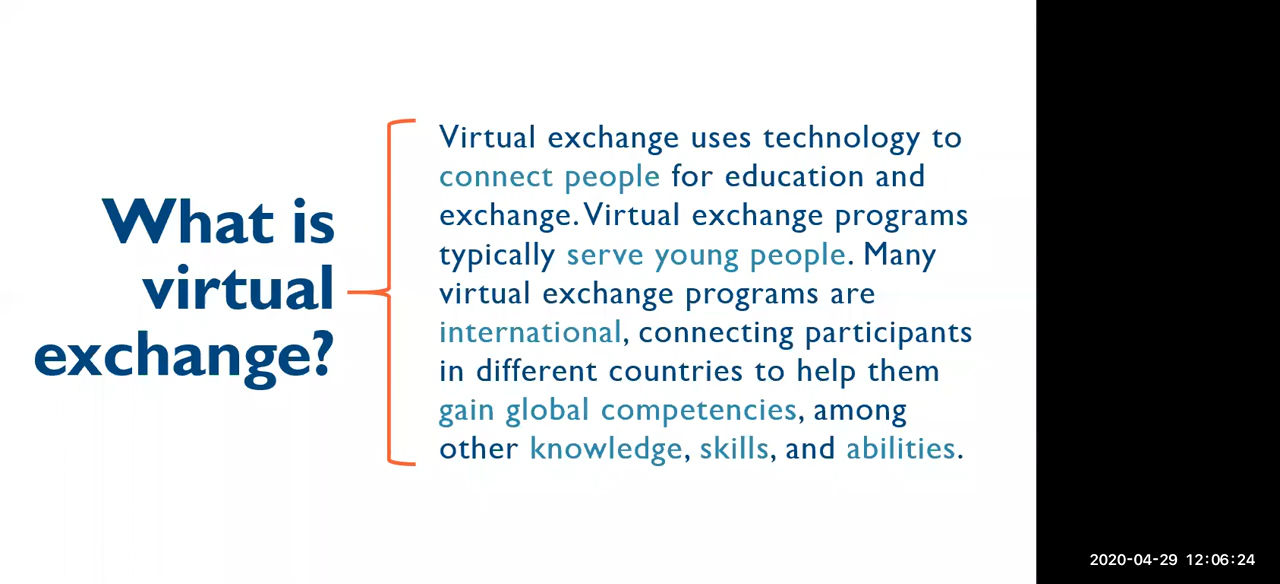 What is
virtual
exchange?
Virtual exchange uses technology to
connect people for education and
exchange. Virtual exchange programs
typically serve young people. Many
virtual exchange programs are
international, connecting participants
in different countries to help them
gain global competencies, among
other knowledge, skills, and abilities.
2020-04-29 12:06:24